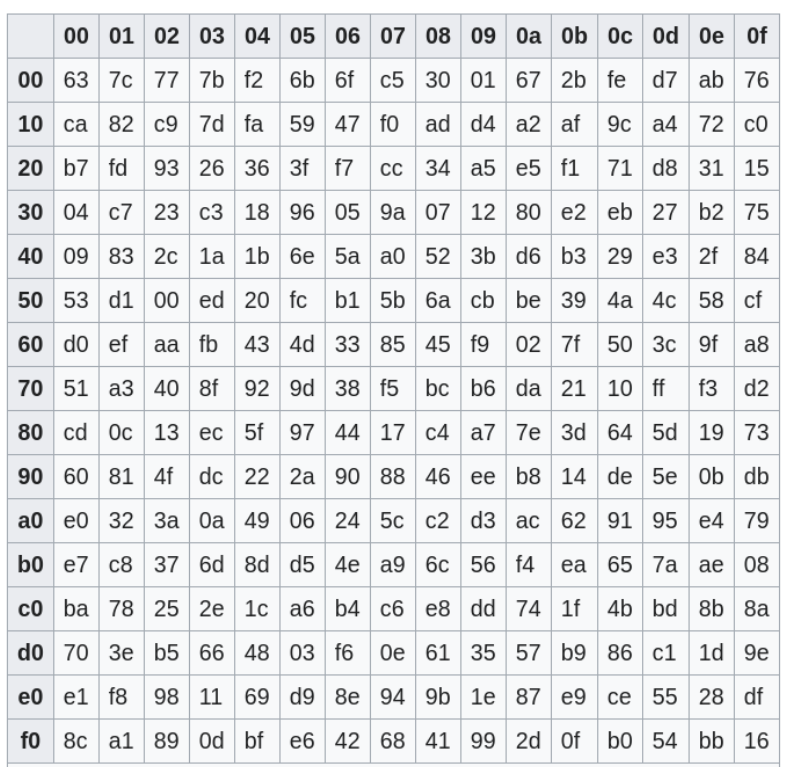 00 01 02 03 04 05 06 07 08 09 0a 0b 0c 0d 0e 0f
00 63 7c 77 7b f2 6b 6f c5 30 01 67 2b fe d7 ab 76
10 ca 82 c9 7d fa 59 47 f0 ad d4 a2 af 9c a4 72 c0
20 b7 fd 93 26 36 3f f7 cc 34 a5 e5 f1 71 d8 31 15
30 04 c7 23 c3 18 96 05 9a 07 12 80 e2 eb 27 b2 75
40 09 83 2c 1a 1b 6e 5a a0 52 3b d6 b3 29 e3 2f 84
50 53 d1 00 ed 20 fc b1 5b 6a cb be 39 4a 4c 58 cf
60 d0 ef aa fb 43 4d 33 85 45 f9 02 7f 50 3c 9f a8
70 51 a3 40 8f 92 9d 38 f5 bc b6 da 21 10 ff f3 d2
80 cd 0c 13 ec 5f 97 44 17 c4 a7 7e 3d 64 5d 19 73
90 60 81 4f dc 22 2a 90 88 46 ee b8 14 de 5e 0b db
a0 e0 32 3a 0a 49 06 24 5c c2 d3 ac 62 91 95 e4 79
b0 e7 c8 37 6d 8d d5 4e a9 6c 56 f4 ea 65 7a ae 08
c0 ba 78 25 2e 1c a6 b4 c6 e8 dd 74 1f 4b bd 8b 8a
d0 70 3e b5 66 48 03 f6 0e 61 35 57 b9 86 c1 1d 9e
e0 e1 f8 98 11 69 d9 8e 94 9b 1e 87 e9 ce 55 28 df
f0 8c a1 89 0d bf e6 42 68 41 99 2d 0f b0 54 bb 16